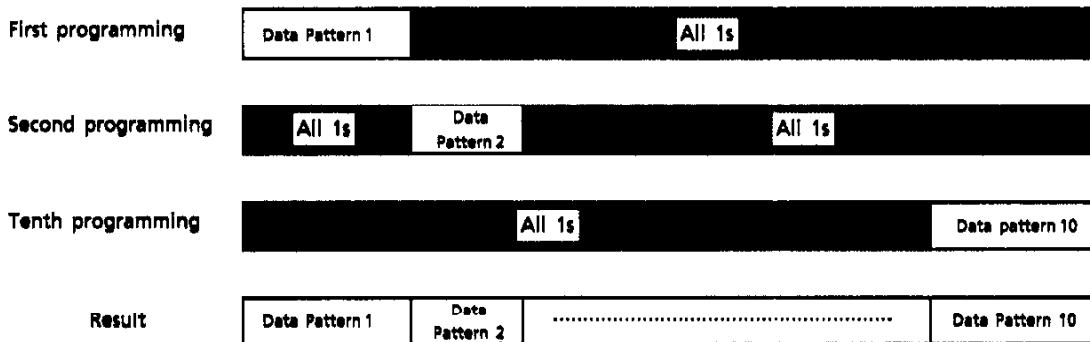 First programming Data Pattern 1 All 1s
Second programming All 1s Data Pattern 2 All 1s
Tenth programming All 1s Data pattern 10
Result Data Pattern 1 Data Pattern 2 ........................................ Data Pattern 10